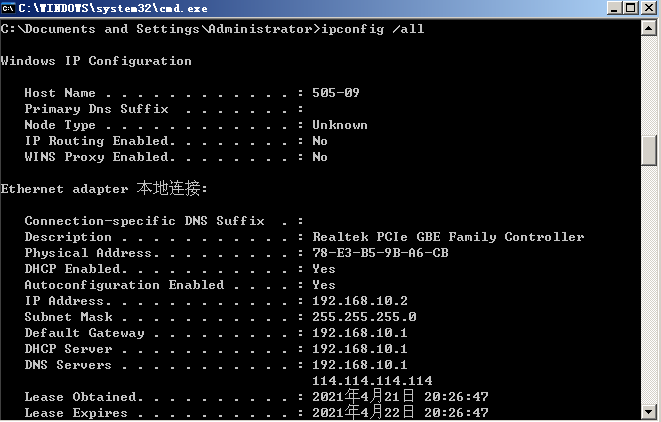 C:\WINDOWS\system32\cmd.exe
C:\Documents and Settings\Administrator>ipconfig /all
Windows IP Configuration
Host Name . . . . . . . . . . . . : 505-09
Primary Dns Suffix  . . . . . . . :
Node Type . . . . . . . . . . . . : Unknown
IP Routing Enabled. . . . . . . . : No
WINS Proxy Enabled. . . . . . . . : No
Ethernet adapter 本地连接:
Connection-specific DNS Suffix  . :
Description . . . . . . . . . . . : Realtek PCIe GBE Family Controller
Physical Address. . . . . . . . . : 78-E3-B5-9B-A6-CB
DHCP Enabled. . . . . . . . . . . : Yes
Autoconfiguration Enabled . . . . : Yes
IP Address. . . . . . . . . . . . : 192.168.10.2
Subnet Mask . . . . . . . . . . . : 255.255.255.0
Default Gateway . . . . . . . . . : 192.168.10.1
DHCP Server . . . . . . . . . . . : 192.168.10.1
DNS Servers . . . . . . . . . . . : 192.168.10.1
114.114.114.114
Lease Obtained. . . . . . . . . . : 2021年4月21日 20:26:47
Lease Expires . . . . . . . . . . : 2021年4月22日 20:26:47